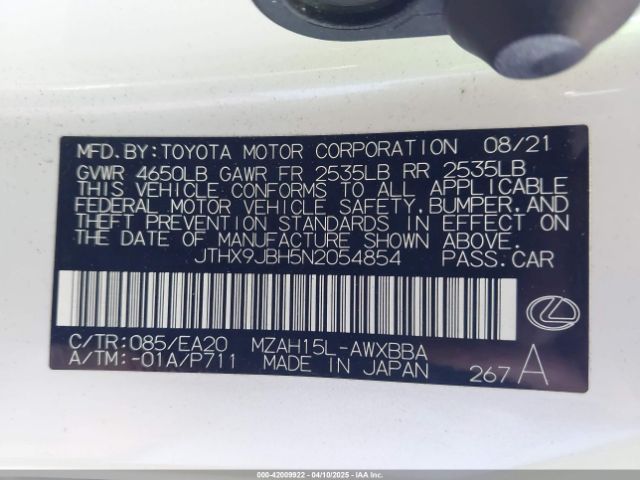 MFD. BY: TOYOTA MOTOR CORPORATION 08/21
GVWR 4650LB GAWR FR 2535LB RR 2535LB
THIS VEHICLE CONFORMS TO ALL APPLICABLE
FEDERAL MOTOR VEHICLE SAFETY, BUMPER, AND
THEFT PREVENTION STANDARDS IN EFFECT ON
THE DATE OF MANUFACTURE SHOWN ABOVE.
JTHX9JBH5N2054854 PASS.CAR
C/TR:085/EA20 MZAH15L-AWXBBA
A/TM:-01A/P711 MADE IN JAPAN 267 A
000-42009922 - 04/10/2025 - iaai.com